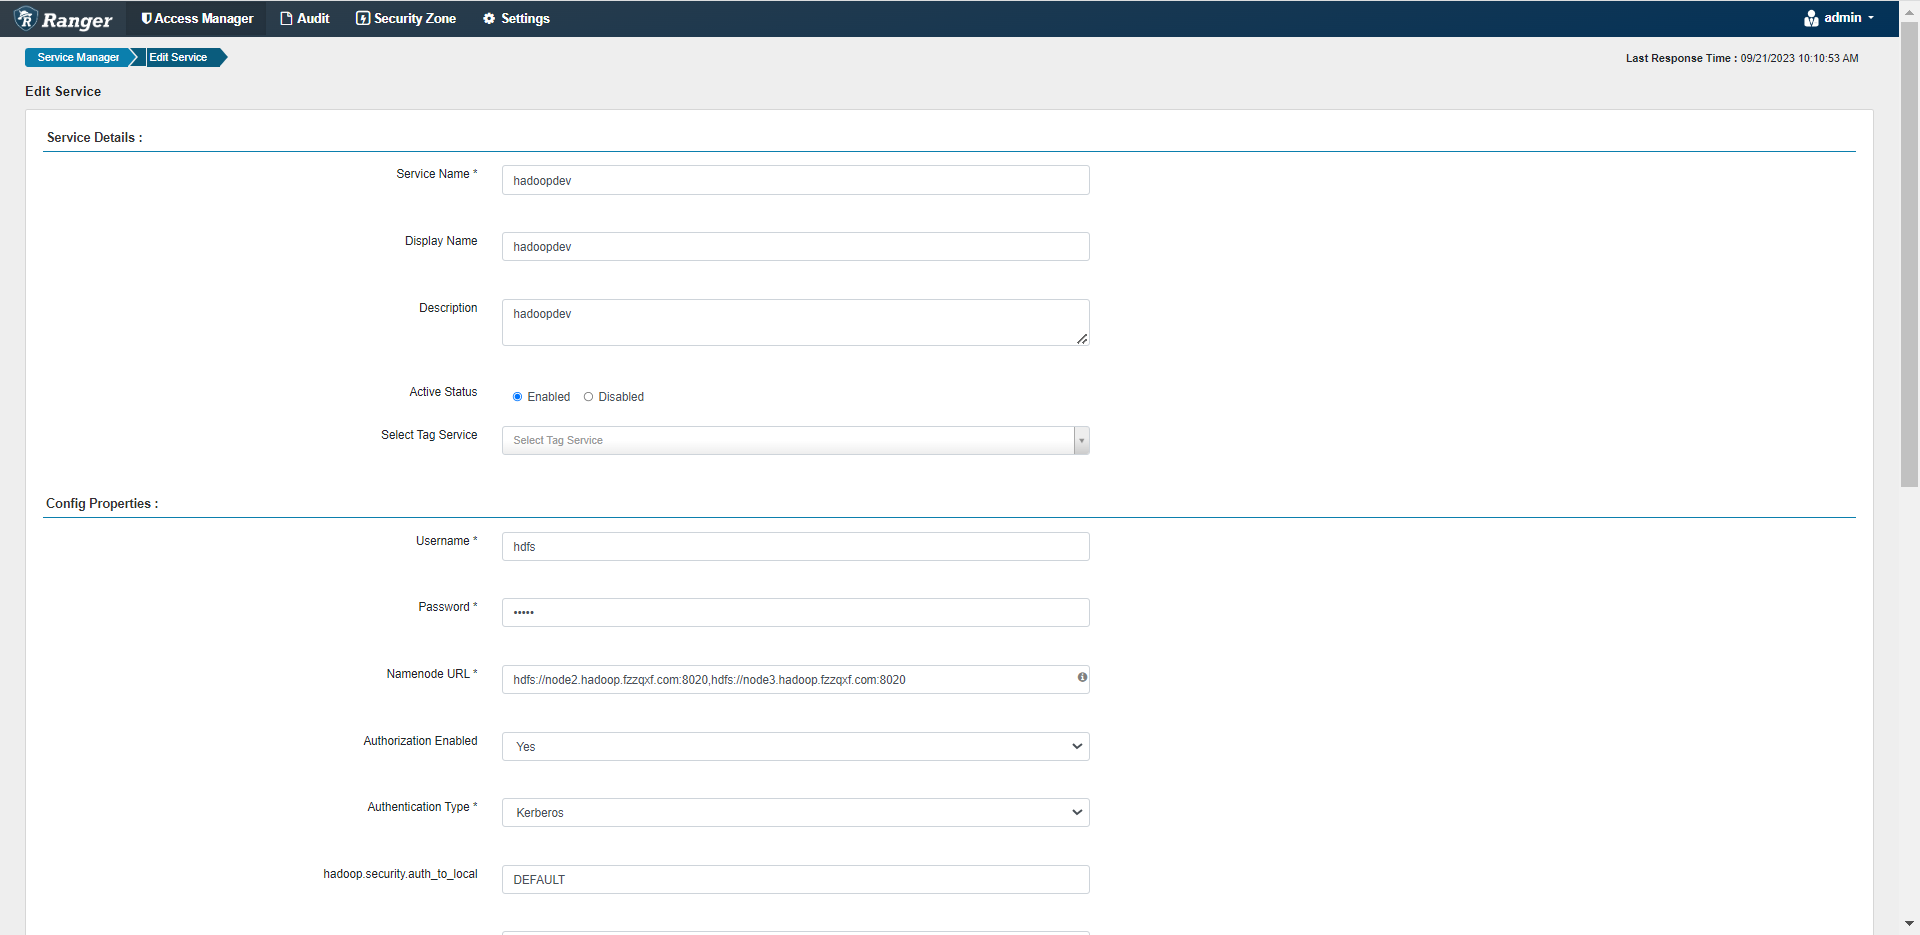 Ranger Access Manager Audit Security Zone Settings admin
Service Manager Edit Service Last Response Time : 09/21/2023 10:10:53 AM
Edit Service
Service Details :
Service Name * hadoopdev
Display Name hadoopdev
Description hadoopdev
Active Status Enabled Disabled
Select Tag Service Select Tag Service
Config Properties :
Username * hdfs
Password * •••••
Namenode URL * hdfs://node2.hadoop.fzzqxf.com:8020,hdfs://node3.hadoop.fzzqxf.com:8020
Authorization Enabled Yes
Authentication Type * Kerberos
hadoop.security.auth_to_local DEFAULT